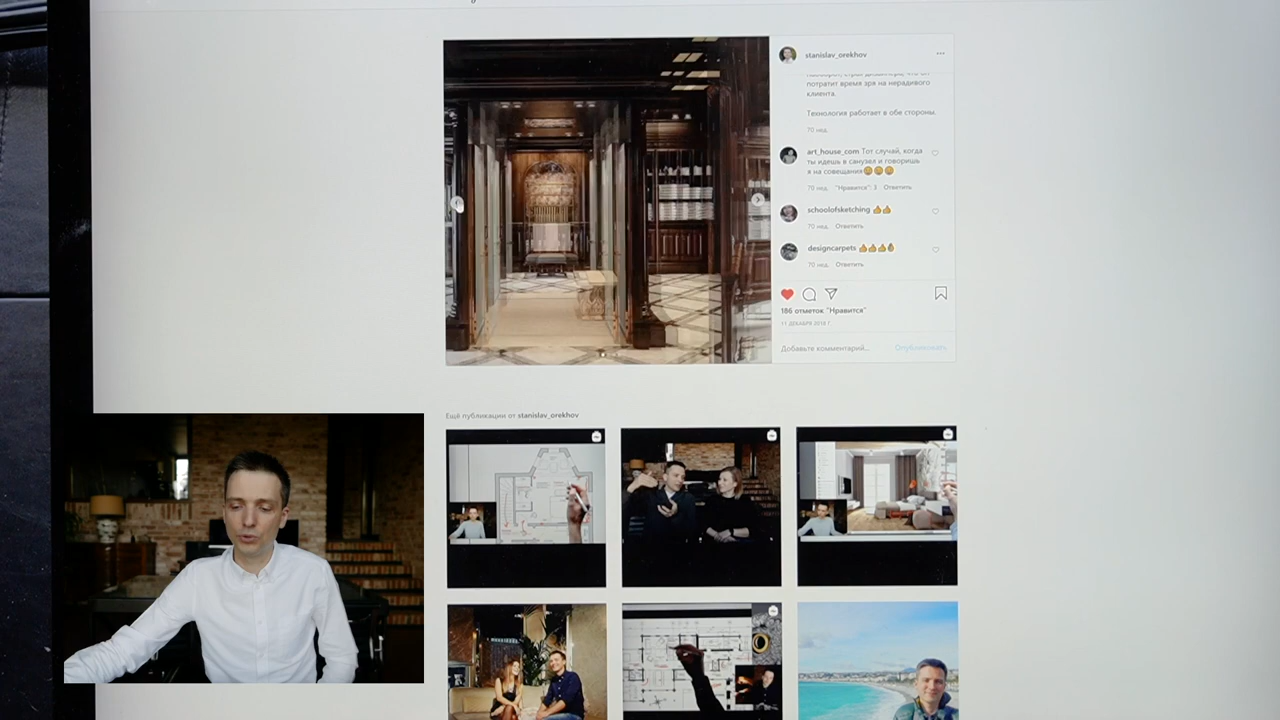 stanislav_orekhov
потратит время зря на нерадивого
клиента.
Технология работает в обе стороны.
70 нед.
art_house_com Тот случай, когда
ты идешь в санузел и говоришь
я на совещания😂😂😂
70 нед. "Нравится": 3 Ответить
schoolofsketching 👍👍
70 нед. Ответить
designcarpets 👍👍👍👌
70 нед. Ответить
186 отметок "Нравится"
11 ДЕКАБРЯ 2018 Г.
Добавьте комментарий...
Опубликовать
Ещё публикации от stanislav_orekhov